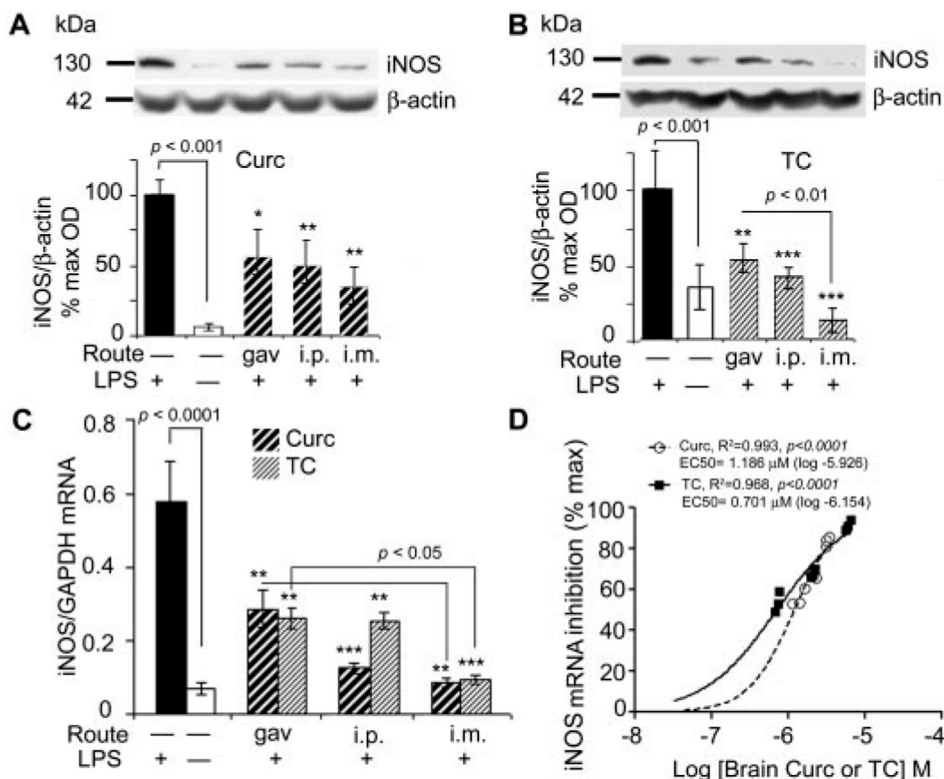 A
kDa
130
iNOS
42
β-actin
p < 0.001
Curc
iNOS/β-actin
% max OD
100
50
0
*
**
**
Route — — gav i.p. i.m.
LPS + — + + +
B
kDa
130
iNOS
42
β-actin
p < 0.001
TC
p < 0.01
iNOS/β-actin
% max OD
100
50
0
**
***
***
Route — — gav i.p. i.m.
LPS + — + + +
C
p < 0.0001
Curc
TC
iNOS/GAPDH mRNA
0.8
0.6
0.4
0.2
0
p < 0.05
**
**
***
**
**
***
Route — — gav i.p. i.m.
LPS + — + + +
D
Curc, R²=0.993, p<0.0001
EC50= 1.186 μM (log -5.926)
TC, R²=0.968, p<0.0001
EC50= 0.701 μM (log -6.154)
iNOS mRNA inhibition (% max)
100
80
60
40
20
0
-8 -7 -6 -5 -4
Log [Brain Curc or TC] M